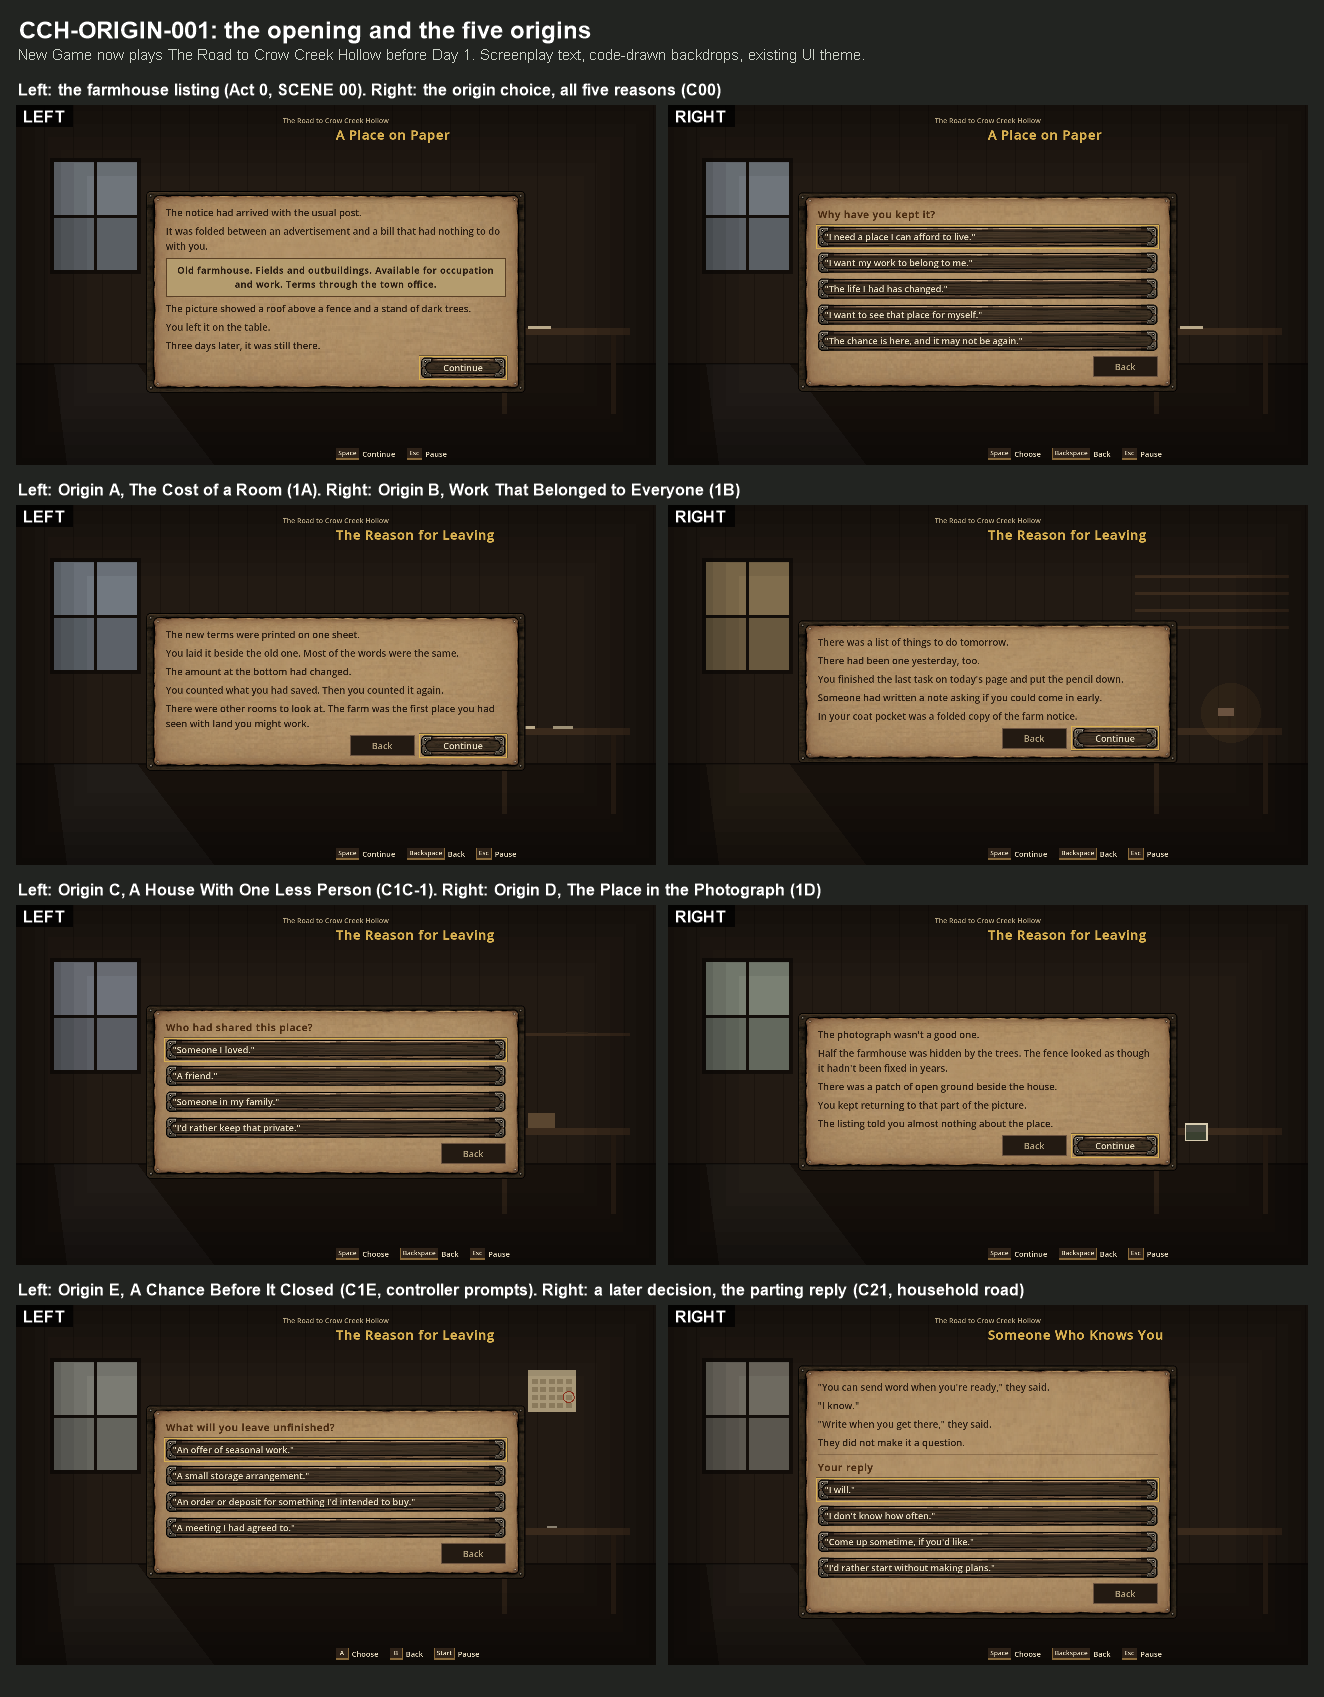 CCH-ORIGIN-001: the opening and the five origins
New Game now plays The Road to Crow Creek Hollow before Day 1. Screenplay text, code-drawn backdrops, existing UI theme.
Left: the farmhouse listing (Act 0, SCENE 00). Right: the origin choice, all five reasons (C00)
LEFT
The Road to Crow Creek Hollow
A Place on Paper
The notice had arrived with the usual post.
It was folded between an advertisement and a bill that had nothing to do
with you.
Old farmhouse. Fields and outbuildings. Available for occupation
and work. Terms through the town office.
The picture showed a roof above a fence and a stand of dark trees.
You left it on the table.
Three days later, it was still there.
Continue
Space Continue Esc Pause
RIGHT
The Road to Crow Creek Hollow
A Place on Paper
Why have you kept it?
"I need a place I can afford to live."
"I want my work to belong to me."
"The life I had has changed."
"I want to see that place for myself."
"The chance is here, and it may not be again."
Back
Space Choose Backspace Back Esc Pause
Left: Origin A, The Cost of a Room (1A). Right: Origin B, Work That Belonged to Everyone (1B)
LEFT
The Road to Crow Creek Hollow
The Reason for Leaving
The new terms were printed on one sheet.
You laid it beside the old one. Most of the words were the same.
The amount at the bottom had changed.
You counted what you had saved. Then you counted it again.
There were other rooms to look at. The farm was the first place you had
seen with land you might work.
Back Continue
Space Continue Backspace Back Esc Pause
RIGHT
The Road to Crow Creek Hollow
The Reason for Leaving
There was a list of things to do tomorrow.
There had been one yesterday, too.
You finished the last task on today's page and put the pencil down.
Someone had written a note asking if you could come in early.
In your coat pocket was a folded copy of the farm notice.
Back Continue
Space Continue Backspace Back Esc Pause
Left: Origin C, A House With One Less Person (C1C-1). Right: Origin D, The Place in the Photograph (1D)
LEFT
The Road to Crow Creek Hollow
The Reason for Leaving
Who had shared this place?
"Someone I loved."
"A friend."
"Someone in my family."
"I'd rather keep that private."
Back
Space Choose Backspace Back Esc Pause
RIGHT
The Road to Crow Creek Hollow
The Reason for Leaving
The photograph wasn't a good one.
Half the farmhouse was hidden by the trees. The fence looked as though
it hadn't been fixed in years.
There was a patch of open ground beside the house.
You kept returning to that part of the picture.
The listing told you almost nothing about the place.
Back Continue
Space Continue Backspace Back Esc Pause
Left: Origin E, A Chance Before It Closed (C1E, controller prompts). Right: a later decision, the parting reply (C21, household road)
LEFT
The Road to Crow Creek Hollow
The Reason for Leaving
What will you leave unfinished?
"An offer of seasonal work."
"A small storage arrangement."
"An order or deposit for something I'd intended to buy."
"A meeting I had agreed to."
Back
A Choose B Back Start Pause
RIGHT
The Road to Crow Creek Hollow
Someone Who Knows You
"You can send word when you're ready," they said.
"I know."
"Write when you get there," they said.
They did not make it a question.
Your reply
"I will."
"I don't know how often."
"Come up sometime, if you'd like."
"I'd rather start without making plans."
Back
Space Choose Backspace Back Esc Pause